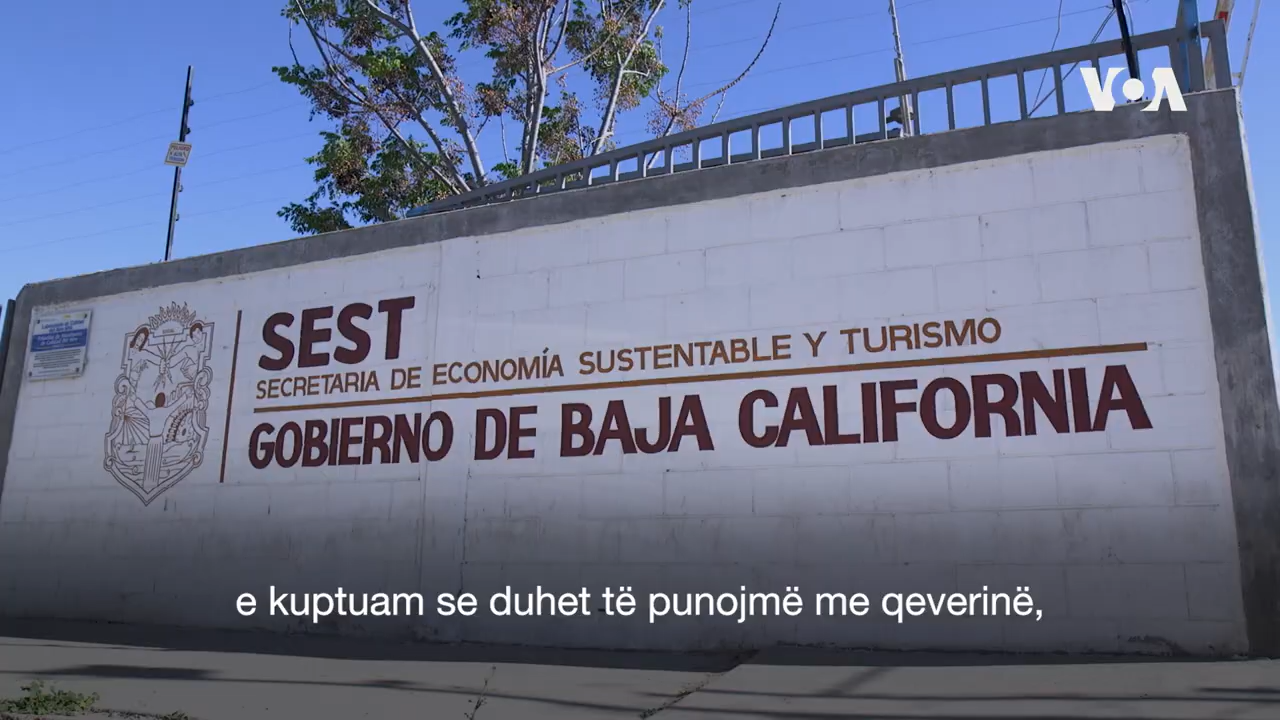 VOA
SEST
SECRETARIA DE ECONOMÍA SUSTENTABLE Y TURISMO
GOBIERNO DE BAJA CALIFORNIA
e kuptuam se duhet të punojmë me qeverinë,